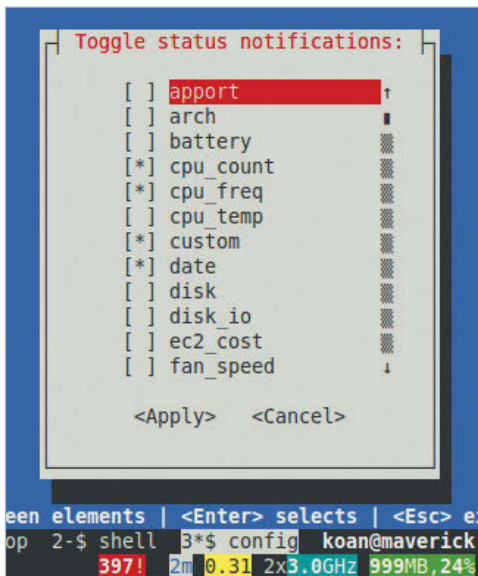 Toggle status notifications:
[ ] apport ↑
[ ] arch
[ ] battery
[*] cpu_count
[*] cpu_freq
[ ] cpu_temp
[*] custom
[*] date
[ ] disk
[ ] disk_io
[ ] ec2_cost
[ ] fan_speed ↓
<Apply> <Cancel>
een elements | <Enter> selects | <Esc> e
op 2-$ shell 3*$ config koan@maverick
397! 2m 0.31 2x3.0GHz 999MB,24%